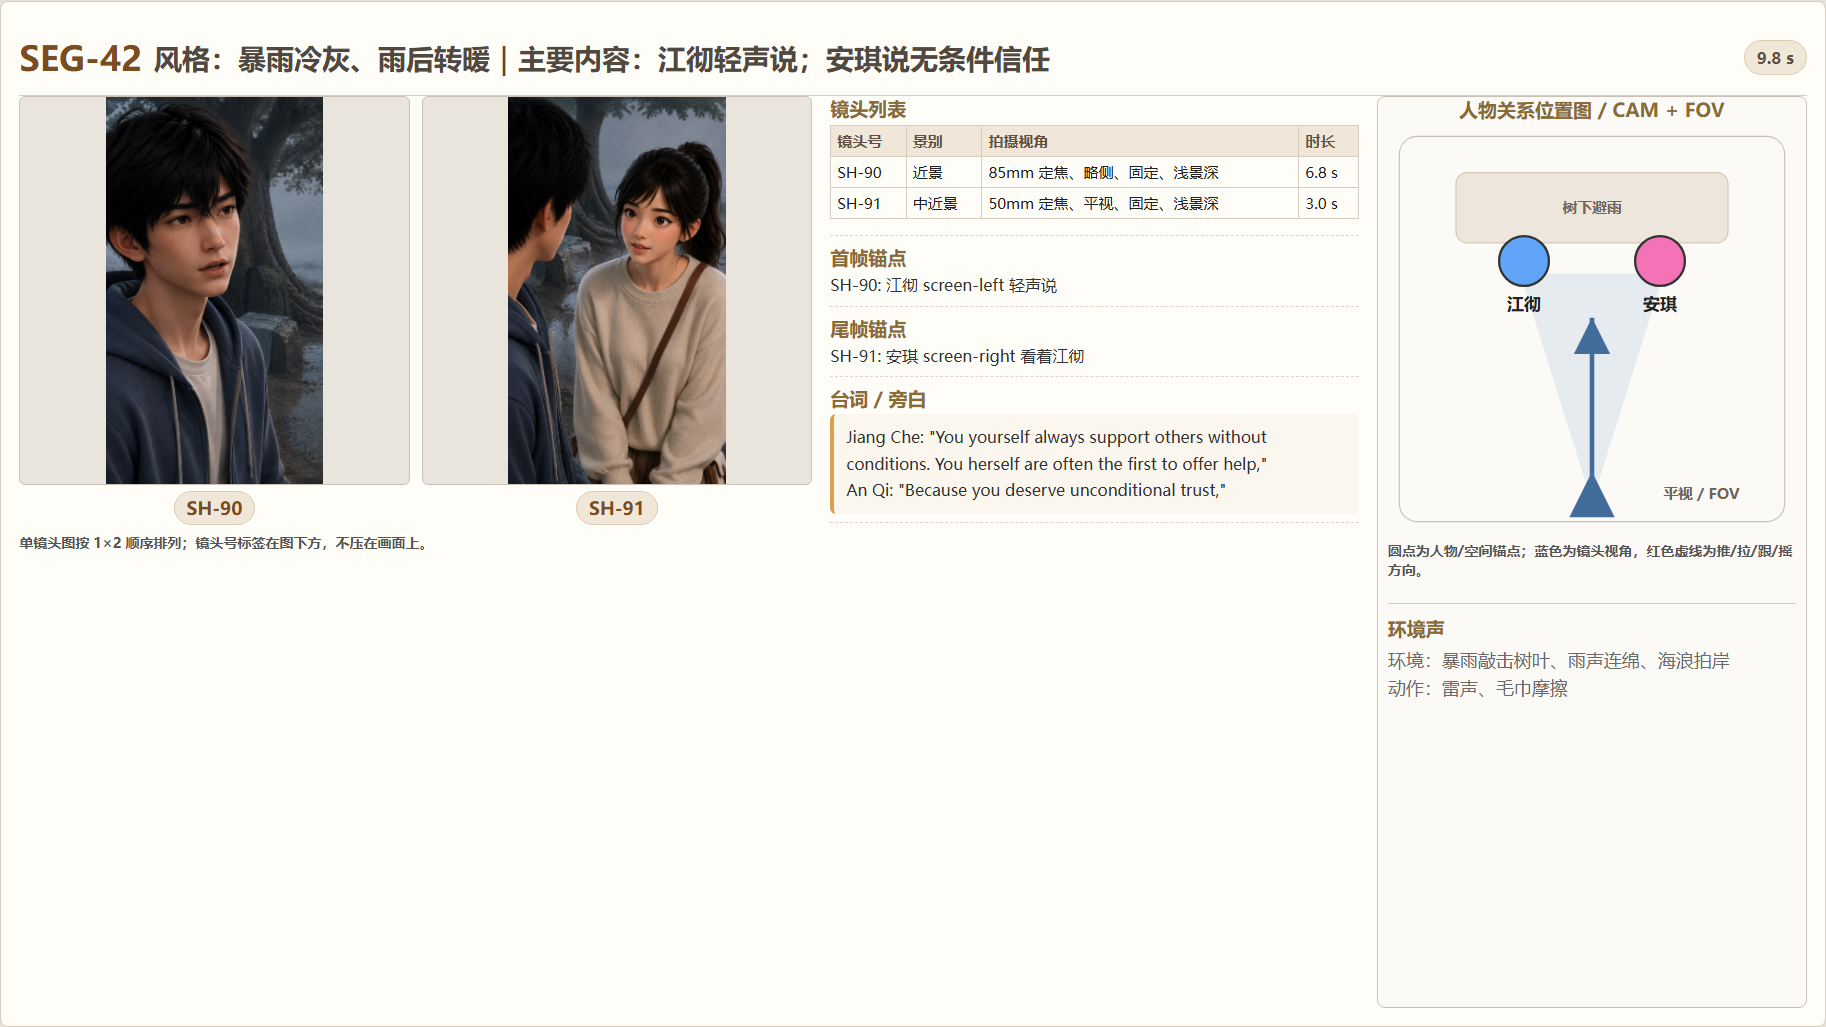 SEG-42 风格：暴雨冷灰、雨后转暖 | 主要内容：江彻轻声说；安琪说无条件信任
9.8 s
SH-90
SH-91
单镜头图按 1×2 顺序排列；镜头号标签在图下方，不压在画面上。
镜头列表
镜头号 景别 拍摄视角 时长
SH-90 近景 85mm 定焦、略侧、固定、浅景深 6.8 s
SH-91 中近景 50mm 定焦、平视、固定、浅景深 3.0 s
首帧锚点
SH-90: 江彻 screen-left 轻声说
尾帧锚点
SH-91: 安琪 screen-right 看着江彻
台词 / 旁白
Jiang Che: "You yourself always support others without
conditions. You herself are often the first to offer help,"
An Qi: "Because you deserve unconditional trust,"
人物关系位置图 / CAM + FOV
树下避雨
江彻
安琪
平视 / FOV
圆点为人物/空间锚点；蓝色为镜头视角，红色虚线为推/拉/跟/摇
方向。
环境声
环境：暴雨敲击树叶、雨声连绵、海浪拍岸
动作：雷声、毛巾摩擦